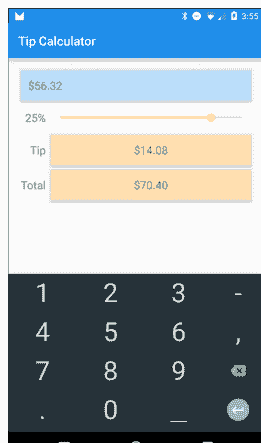 3:55
Tip Calculator
$56.32
25%
Tip $14.08
Total $70.40
1 2 3 -
4 5 6 ,
7 8 9
. 0 _